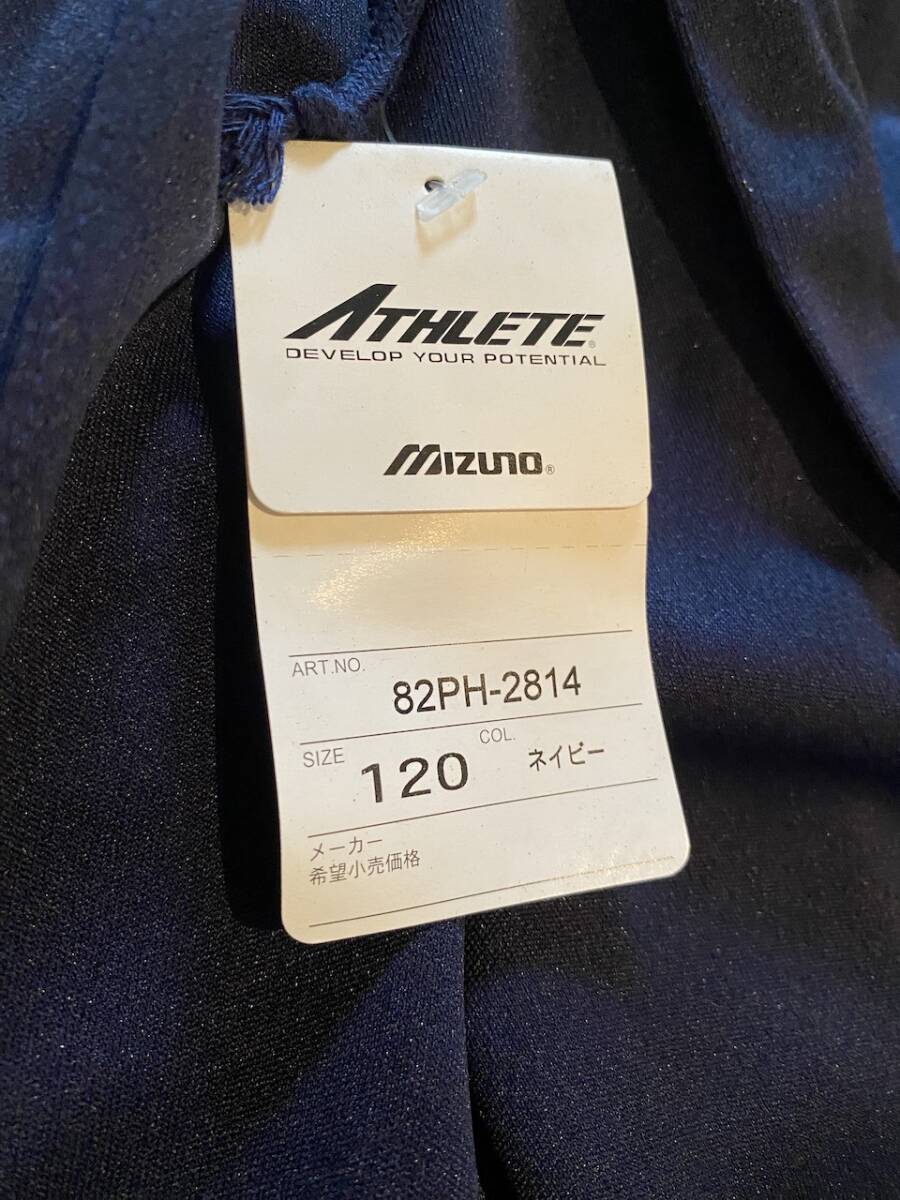 ATHLETE®
DEVELOP YOUR POTENTIAL
MIZUNO®
ART.NO.
82PH-2814
SIZE 120 COL. ネイビー
メーカー
希望小売価格